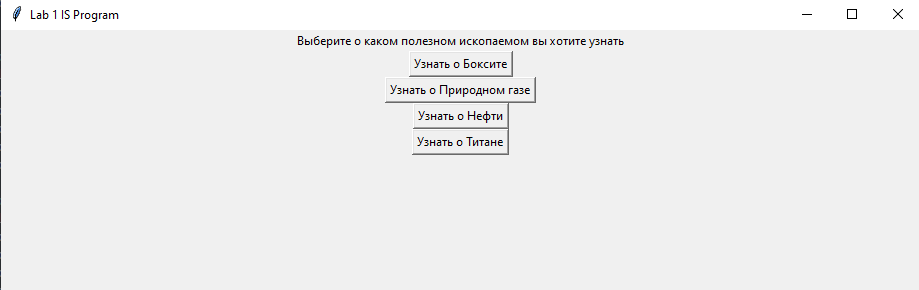 Lab 1 IS Program
Выберите о каком полезном ископаемом вы хотите узнать
Узнать о Боксите
Узнать о Природном газе
Узнать о Нефти
Узнать о Титане